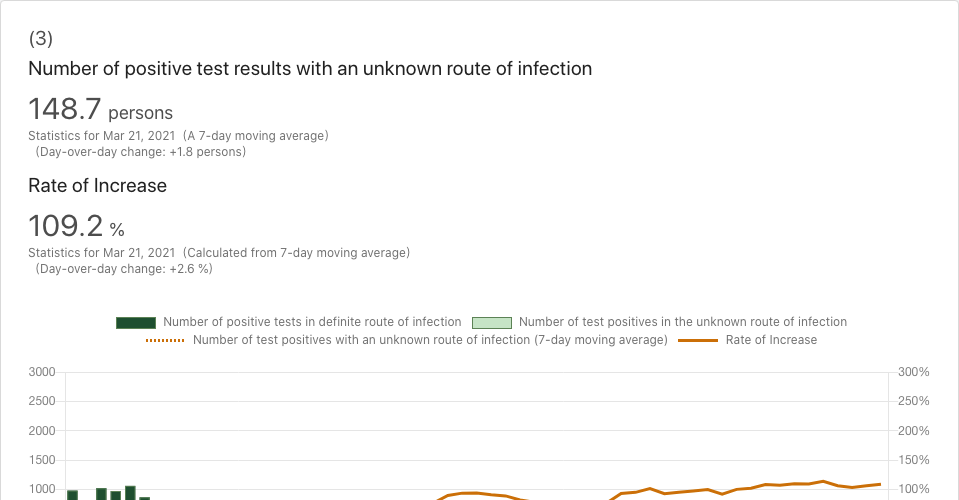 (3)
Number of positive test results with an unknown route of infection
148.7 persons
Statistics for Mar 21, 2021 (A 7-day moving average)
(Day-over-day change: +1.8 persons)
Rate of Increase
109.2 %
Statistics for Mar 21, 2021 (Calculated from 7-day moving average)
(Day-over-day change: +2.6 %)
Number of positive tests in definite route of infection Number of test positives in the unknown route of infection
Number of test positives with an unknown route of infection (7-day moving average) Rate of Increase
3000 300%
2500 250%
2000 200%
1500 150%
1000 100%